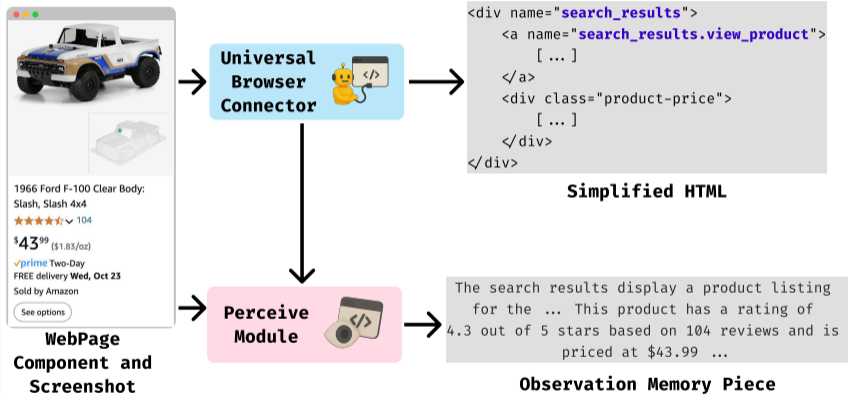 1966 Ford F-100 Clear Body:
Slash, Slash 4x4
104
$43⁹⁹ ($1.83/oz)
prime Two-Day
FREE delivery Wed, Oct 23
Sold by Amazon
See options
WebPage
Component and
Screenshot
Universal
Browser
Connector
</>
Perceive
Module
</>
<div name="search_results">
<a name="search_results.view_product">
[ … ]
</a>
<div class="product-price">
[ … ]
</div>
</div>
Simplified HTML
The search results display a product listing
for the … This product has a rating of
4.3 out of 5 stars based on 104 reviews and is
priced at $43.99 …
Observation Memory Piece